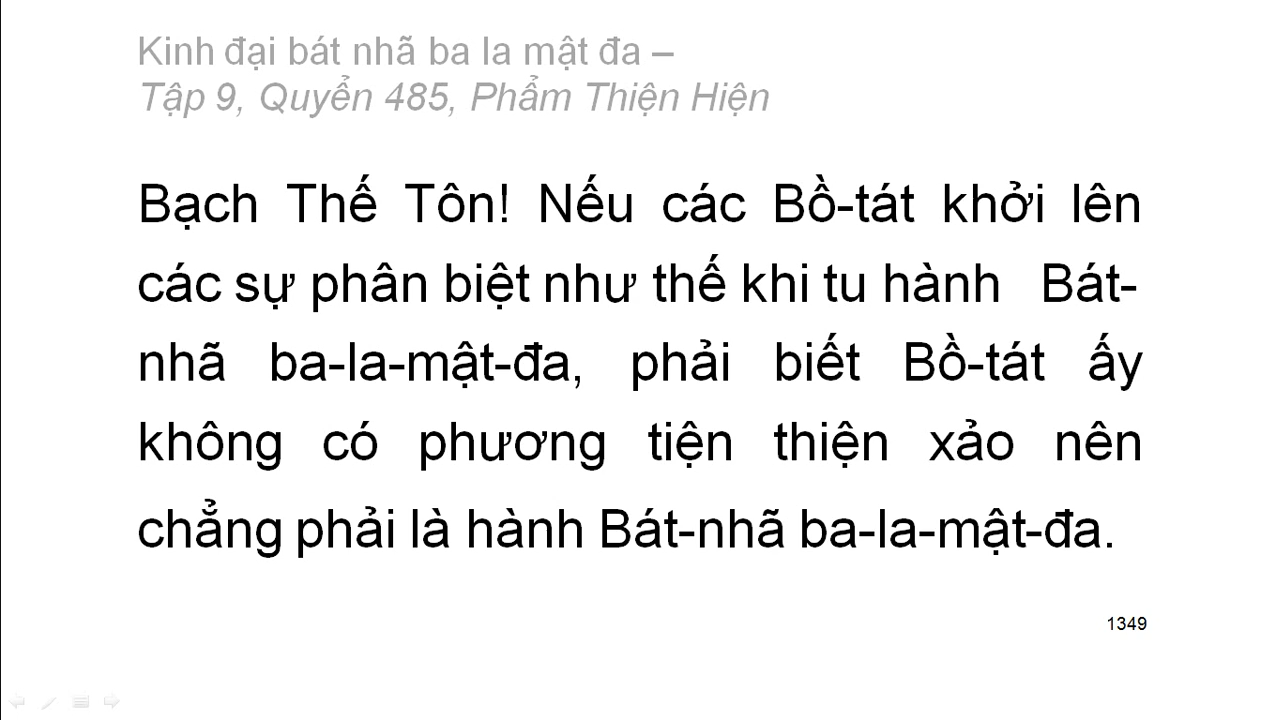 Kinh đại bát nhã ba la mật đa –
Tập 9, Quyển 485, Phẩm Thiện Hiện
Bạch Thế Tôn! Nếu các Bồ-tát khởi lên
các sự phân biệt như thế khi tu hành Bát-
nhã ba-la-mật-đa, phải biết Bồ-tát ấy
không có phương tiện thiện xảo nên
chẳng phải là hành Bát-nhã ba-la-mật-đa.
1349